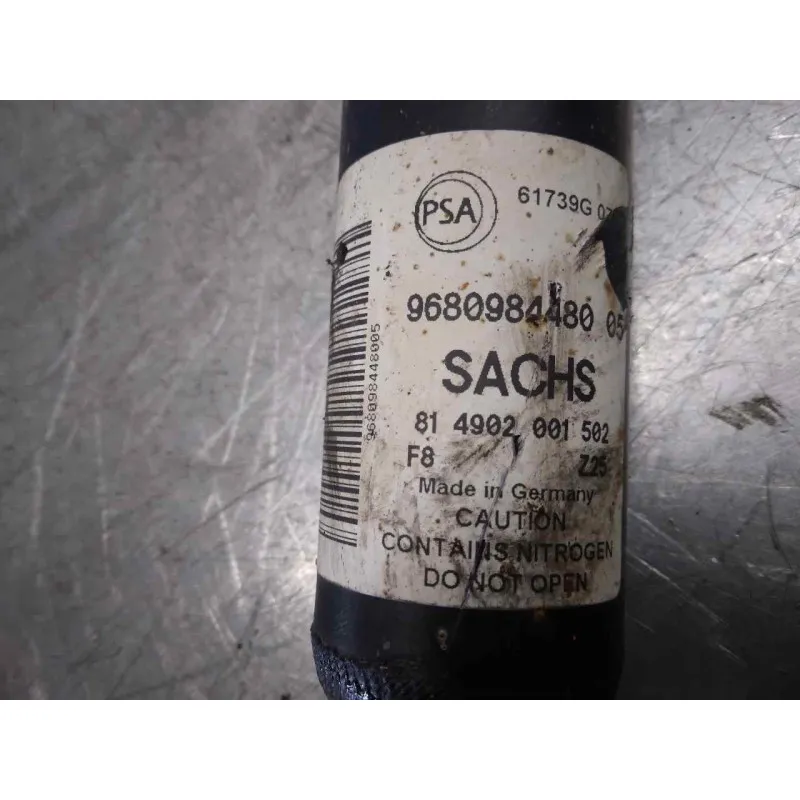 PSA
61739G
9680984480 05
SACHS
81 4902 001 502
F8 Z25
Made in Germany
CAUTION
CONTAINS NITROGEN
DO NOT OPEN
968098448005